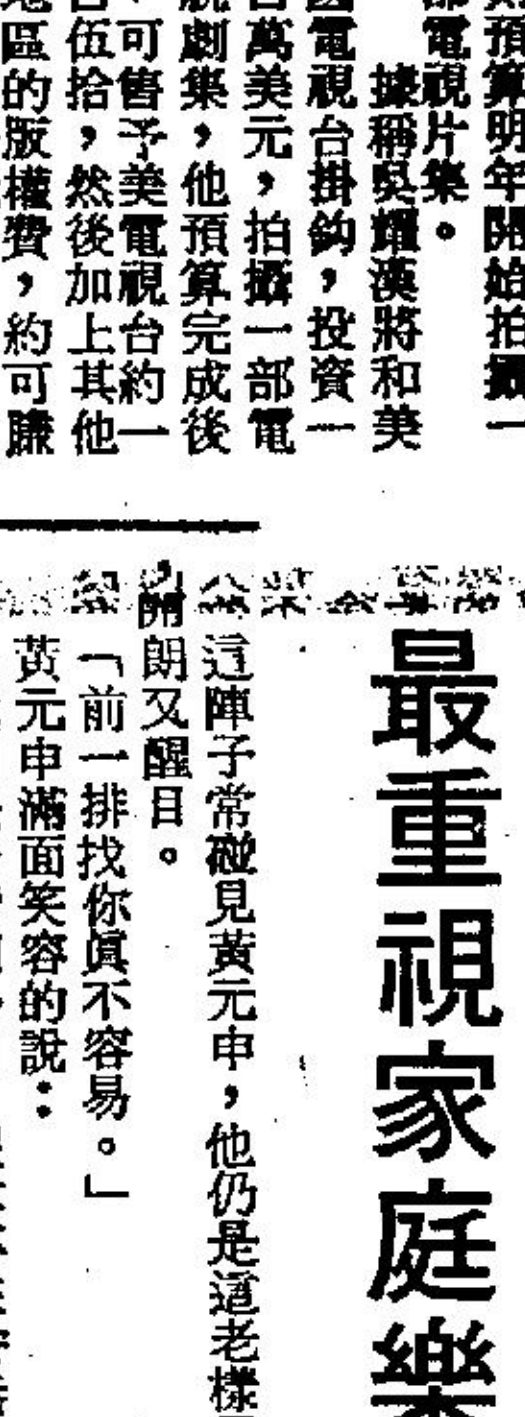 預算明年開始拍攝一
電視片集。
據稱吳耀漢將和美
電視台掛鈎，投資一
萬美元，拍攝一部電
劇集，他預算完成後
可售予美電視台約一
伍拾，然後加上其他
區的版權費，約可賺
最重視家庭樂
這陣子常碰見黃元申，他仍是這老樣
開朗又醒目。
「前一排找你眞不容易。」
黃元申滿面笑容的說：